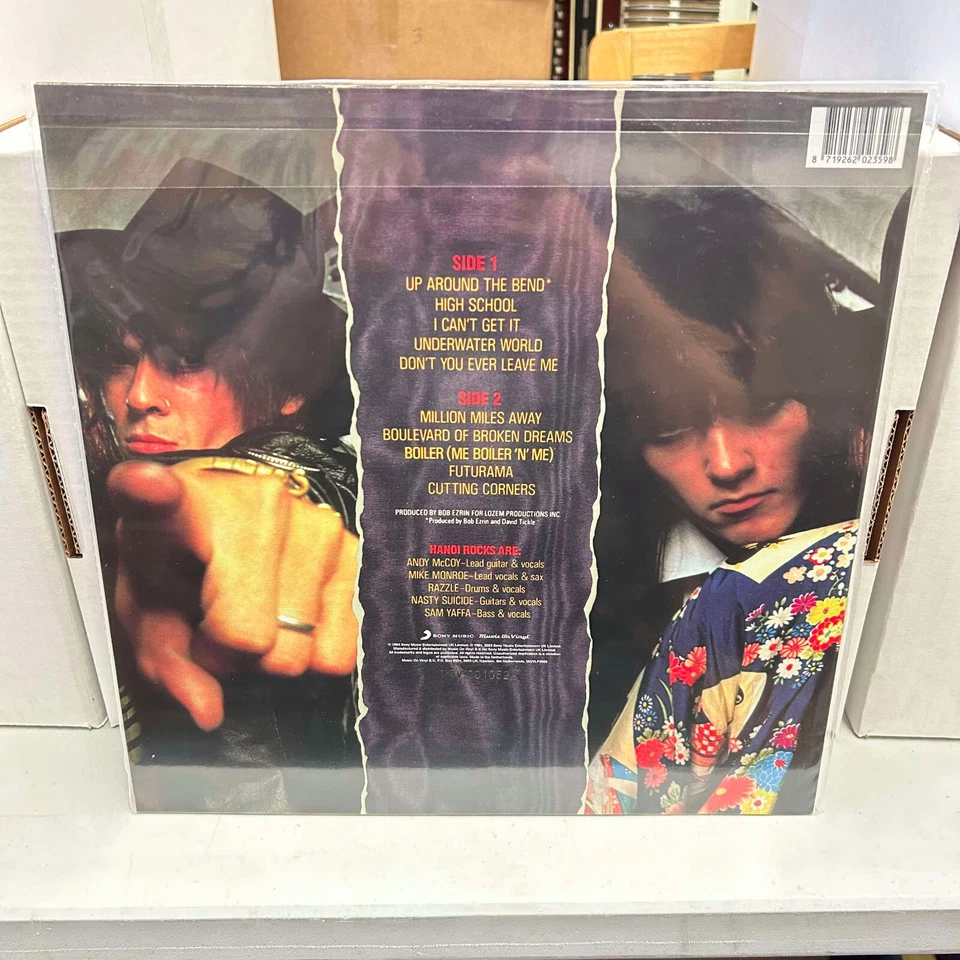 8 719262 023598
SIDE 1
UP AROUND THE BEND*
HIGH SCHOOL
I CAN'T GET IT
UNDERWATER WORLD
DON'T YOU EVER LEAVE ME
SIDE 2
MILLION MILES AWAY
BOULEVARD OF BROKEN DREAMS
BOILER (ME BOILER 'N' ME)
FUTURAMA
CUTTING CORNERS
PRODUCED BY BOB EZRIN FOR LOZEM PRODUCTIONS INC.
*Produced by Bob Ezrin and David Tickle
HANOI ROCKS ARE:
ANDY McCOY–Lead guitar & vocals
MIKE MONROE–Lead vocals & sax
RAZZLE–Drums & vocals
NASTY SUICIDE–Guitars & vocals
SAM YAFFA–Bass & vocals
SONY MUSIC Music On Vinyl